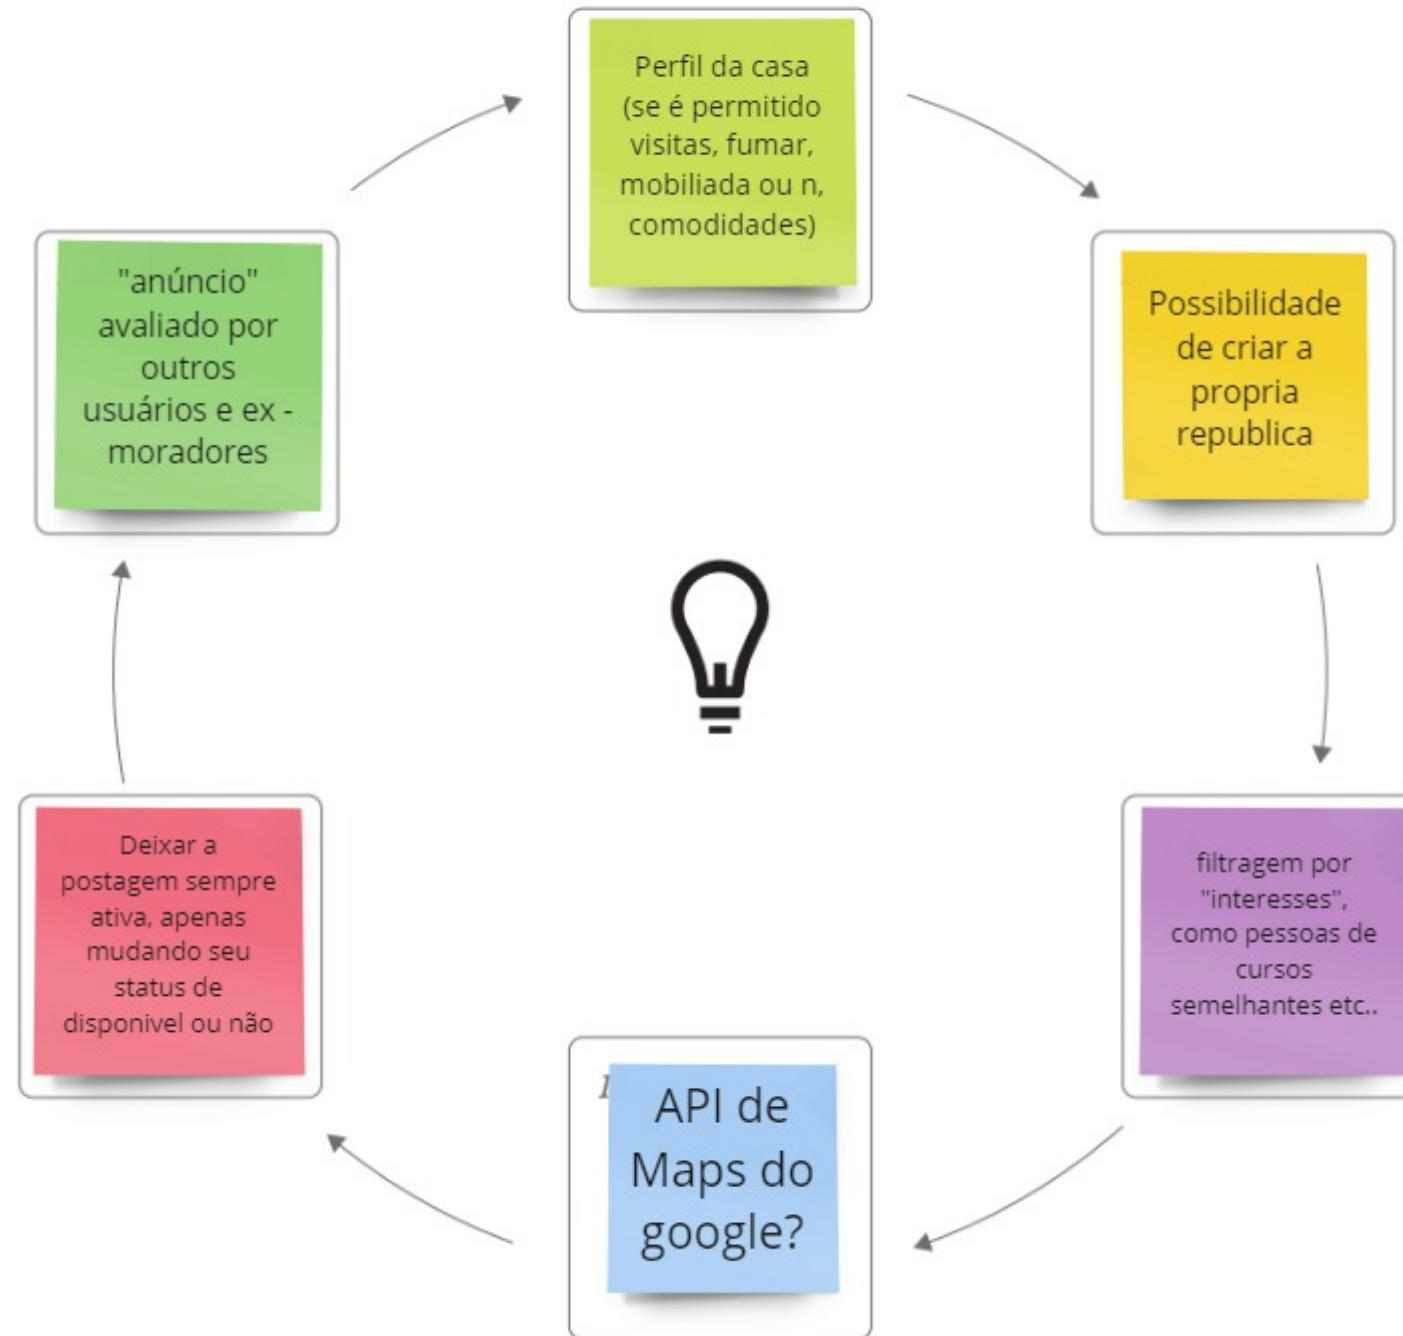 Perfil da casa
(se é permitido
visitas, fumar,
mobiliada ou n,
comodidades)
Possibilidade
de criar a
propria
republica
filtragem por
"interesses",
como pessoas de
cursos
semelhantes etc..
API de
Maps do
google?
Deixar a
postagem sempre
ativa, apenas
mudando seu
status de
disponivel ou não
"anúncio"
avaliado por
outros
usuários e ex -
moradores